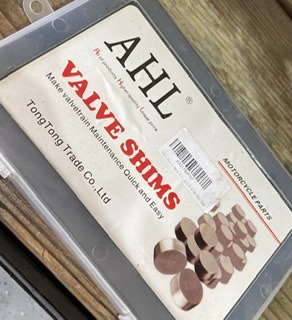 AHL ®
VALVE SHIMS
Make valvetrain Maintenance Quick and Easy
TongTong Trade Co.,Ltd
MOTORCYCLE PARTS